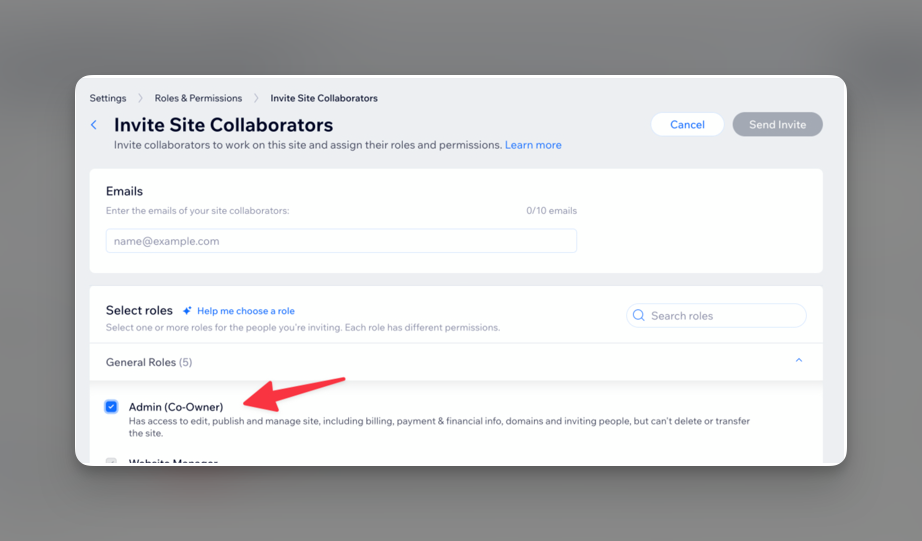 Settings > Roles & Permissions > Invite Site Collaborators
Invite Site Collaborators
Cancel
Send Invite
Invite collaborators to work on this site and assign their roles and permissions. Learn more
Emails
Enter the emails of your site collaborators:
0/10 emails
name@example.com
Select roles
Help me choose a role
Search roles
Select one or more roles for the people you're inviting. Each role has different permissions.
General Roles (5)
Admin (Co-Owner)
Has access to edit, publish and manage site, including billing, payment & financial info, domains and inviting people, but can't delete or transfer
the site.
Website Manager